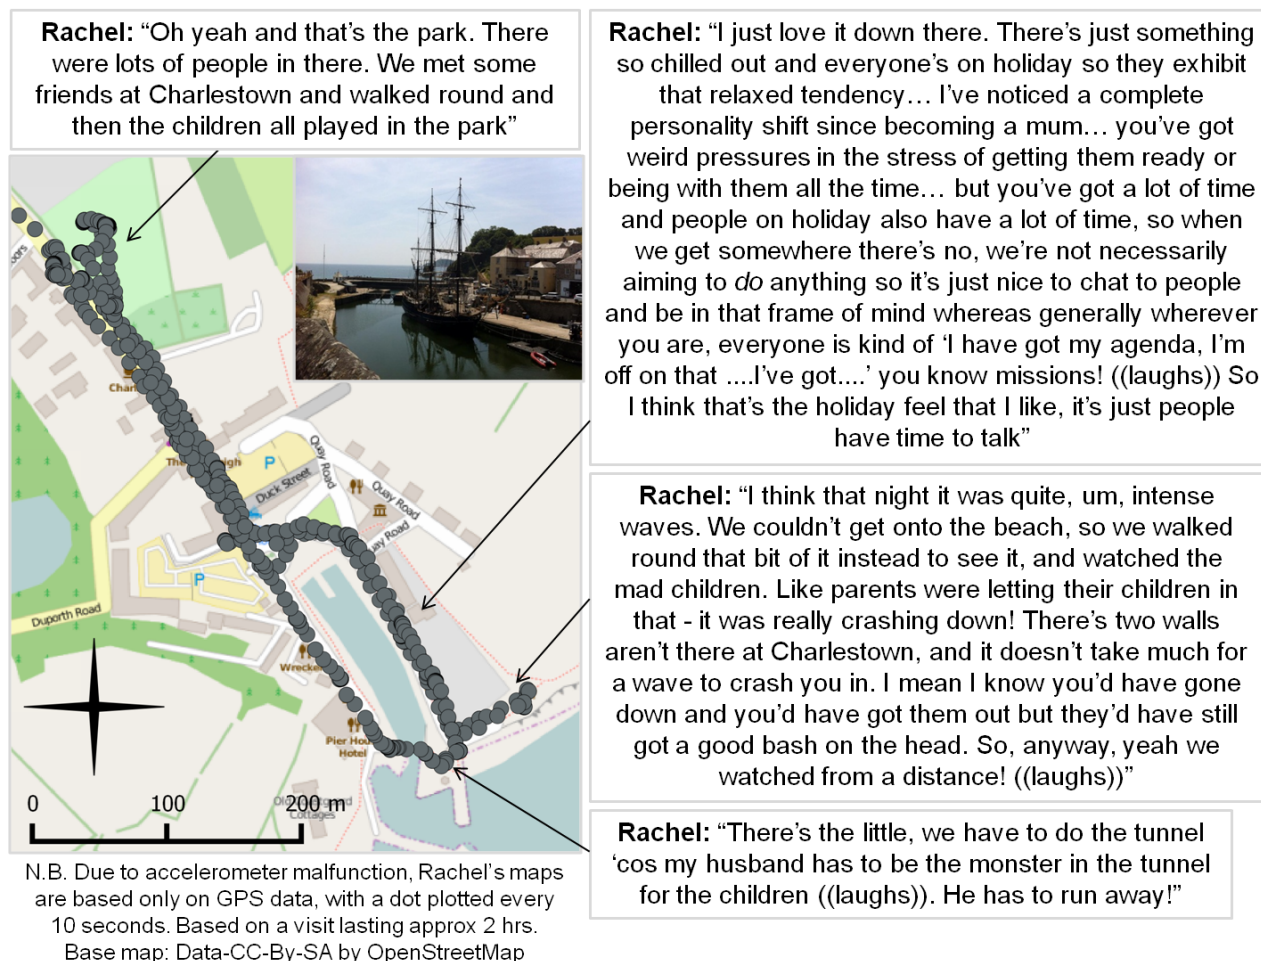 Rachel: “Oh yeah and that’s the park. There
were lots of people in there. We met some
friends at Charlestown and walked round and
then the children all played in the park”
Rachel: “I just love it down there. There’s just something
so chilled out and everyone’s on holiday so they exhibit
that relaxed tendency… I’ve noticed a complete
personality shift since becoming a mum… you’ve got
weird pressures in the stress of getting them ready or
being with them all the time… but you’ve got a lot of time
and people on holiday also have a lot of time, so when
we get somewhere there’s no, we’re not necessarily
aiming to do anything so it’s just nice to chat to people
and be in that frame of mind whereas generally wherever
you are, everyone is kind of ‘I have got my agenda, I’m
off on that ....I’ve got....’ you know missions! ((laughs)) So
I think that’s the holiday feel that I like, it’s just people
have time to talk”
Rachel: “I think that night it was quite, um, intense
waves. We couldn’t get onto the beach, so we walked
round that bit of it instead to see it, and watched the
mad children. Like parents were letting their children in
that - it was really crashing down! There’s two walls
aren’t there at Charlestown, and it doesn’t take much for
a wave to crash you in. I mean I know you’d have gone
down and you’d have got them out but they’d have still
got a good bash on the head. So, anyway, yeah we
watched from a distance! ((laughs))”
Rachel: “There’s the little, we have to do the tunnel
‘cos my husband has to be the monster in the tunnel
for the children ((laughs)). He has to run away!”
P
Quay Road
Duck Street
Quay Road
P
Duporth Road
Pier
Hotel
Cottages
0 100 200 m
N.B. Due to accelerometer malfunction, Rachel’s maps
are based only on GPS data, with a dot plotted every
10 seconds. Based on a visit lasting approx 2 hrs.
Base map: Data-CC-By-SA by OpenStreetMap